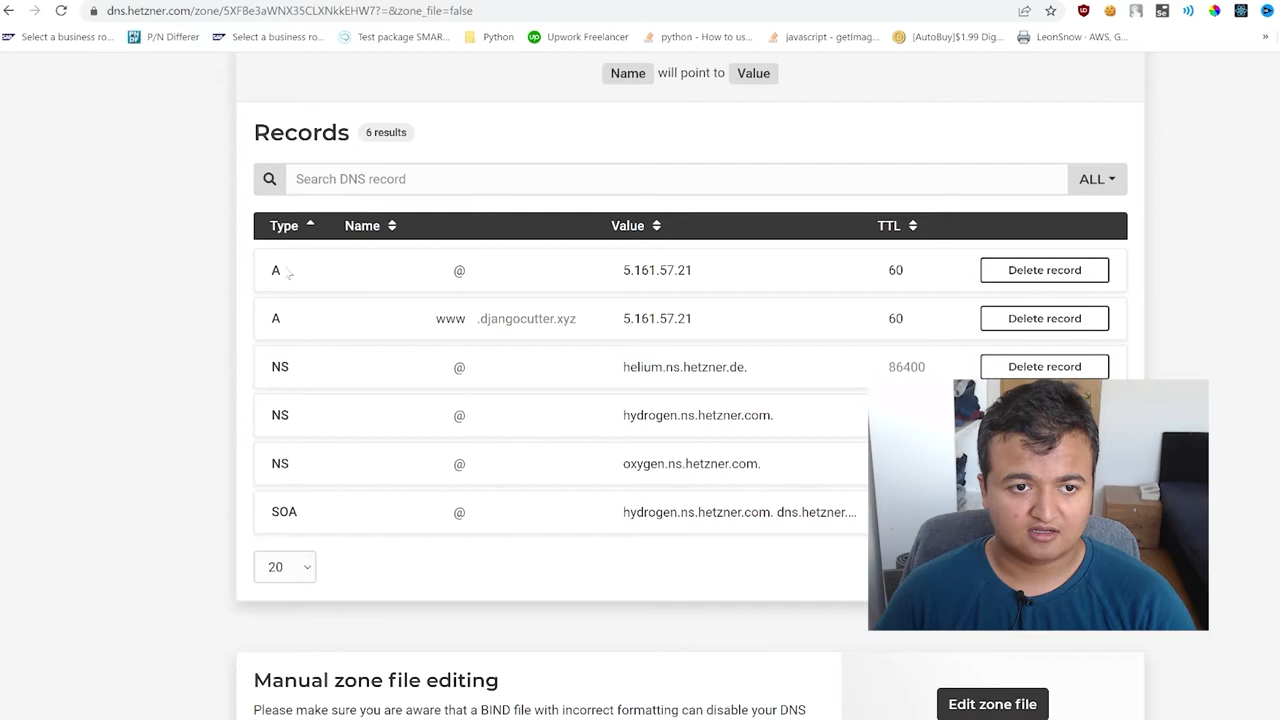 dns.hetzner.com/zone/5XF8e3aWNX35CLXNkkEHW7?=&zone_file=false
Select a business ro... P/N Differer Select a business ro... Test package SMAR... Python Upwork Freelancer python - How to us... javascript - getImag... [AutoBuy]$1.99 Dig... LeonSnow · AWS, G... »
Name will point to Value
Records 6 results
Search DNS record ALL
Type Name Value TTL
A @ 5.161.57.21 60 Delete record
A www .djangocutter.xyz 5.161.57.21 60 Delete record
NS @ helium.ns.hetzner.de. 86400 Delete record
NS @ hydrogen.ns.hetzner.com.
NS @ oxygen.ns.hetzner.com.
SOA @ hydrogen.ns.hetzner.com. dns.hetzner....
20
Manual zone file editing
Edit zone file
Please make sure you are aware that a BIND file with incorrect formatting can disable your DNS